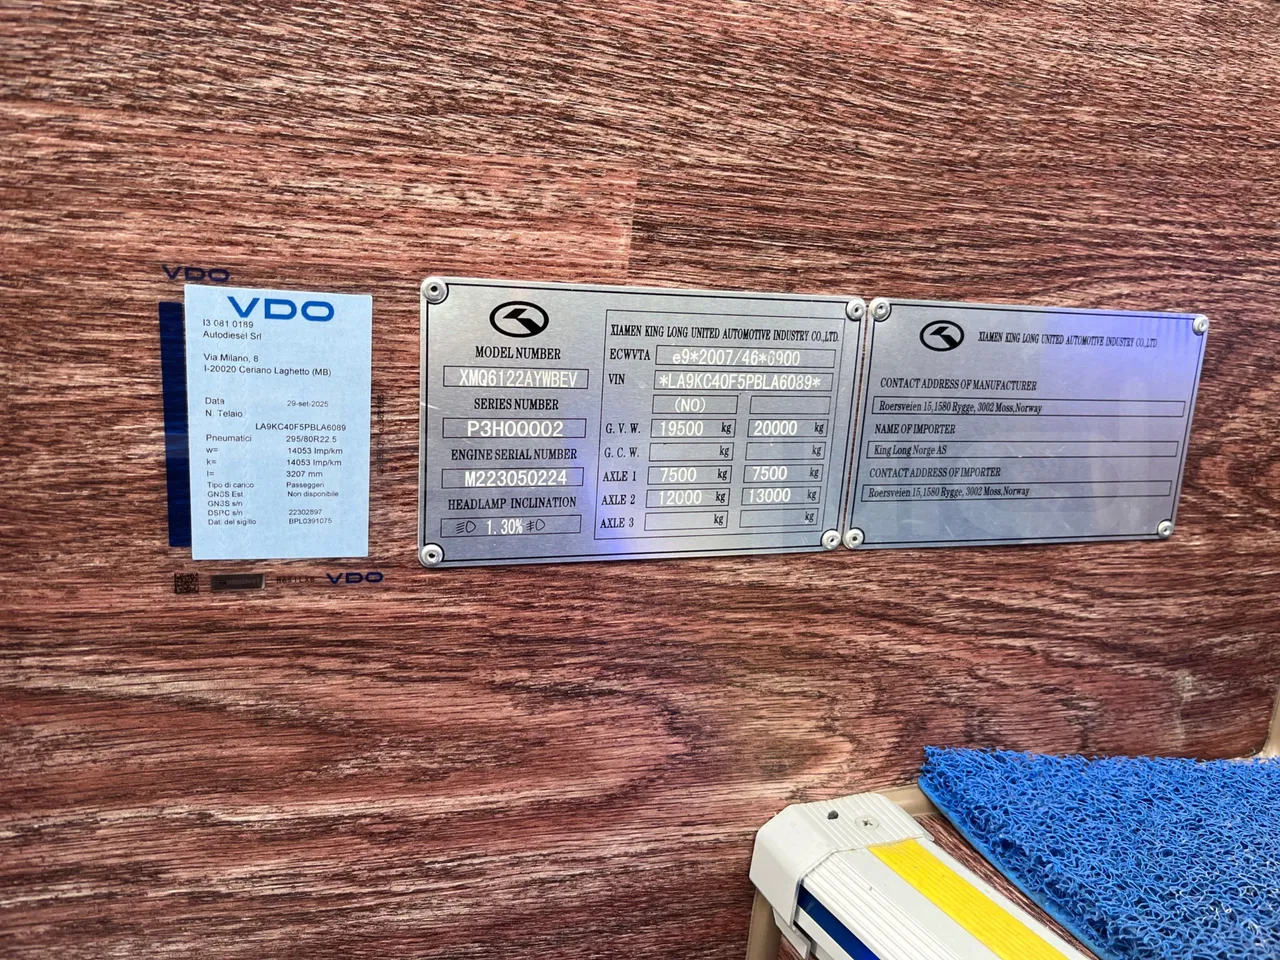 VDO
VDO
I3 081 0189
Autodiesel Srl
Via Milano, 8
I-20020 Ceriano Laghetto (MB)
Data 29-set-2025
N. Telaio
LA9KC40F5PBLA6089
Pneumatici 295/80R22.5
w= 14053 Imp/km
k= 14053 Imp/km
l= 3207 mm
Tipo di carico Passeggeri
GNSS Est. Non disponibile
GNSS s/n
DSRC s/n 22302897
Dat. del sigillo BPL0391075
VDO
MODEL NUMBER
XMQ6122AYWBEV
SERIES NUMBER
P3H00002
ENGINE SERIAL NUMBER
M223050224
HEADLAMP INCLINATION
1.30%
XIAMEN KING LONG UNITED AUTOMOTIVE INDUSTRY CO.,LTD.
ECWVTA e9*2007/46*6900
VIN *LA9KC40F5PBLA6089*
(NO)
G.V.W. 19500 kg 20000 kg
G.C.W. kg kg
AXLE 1 7500 kg 7500 kg
AXLE 2 12000 kg 13000 kg
AXLE 3 kg kg
XIAMEN KING LONG UNITED AUTOMOTIVE INDUSTRY CO.,LTD
CONTACT ADDRESS OF MANUFACTURER
Roersveien 15,1580 Rygge, 3002 Moss,Norway
NAME OF IMPORTER
King Long Norge AS
CONTACT ADDRESS OF IMPORTER
Roersveien 15,1580 Rygge, 3002 Moss,Norway